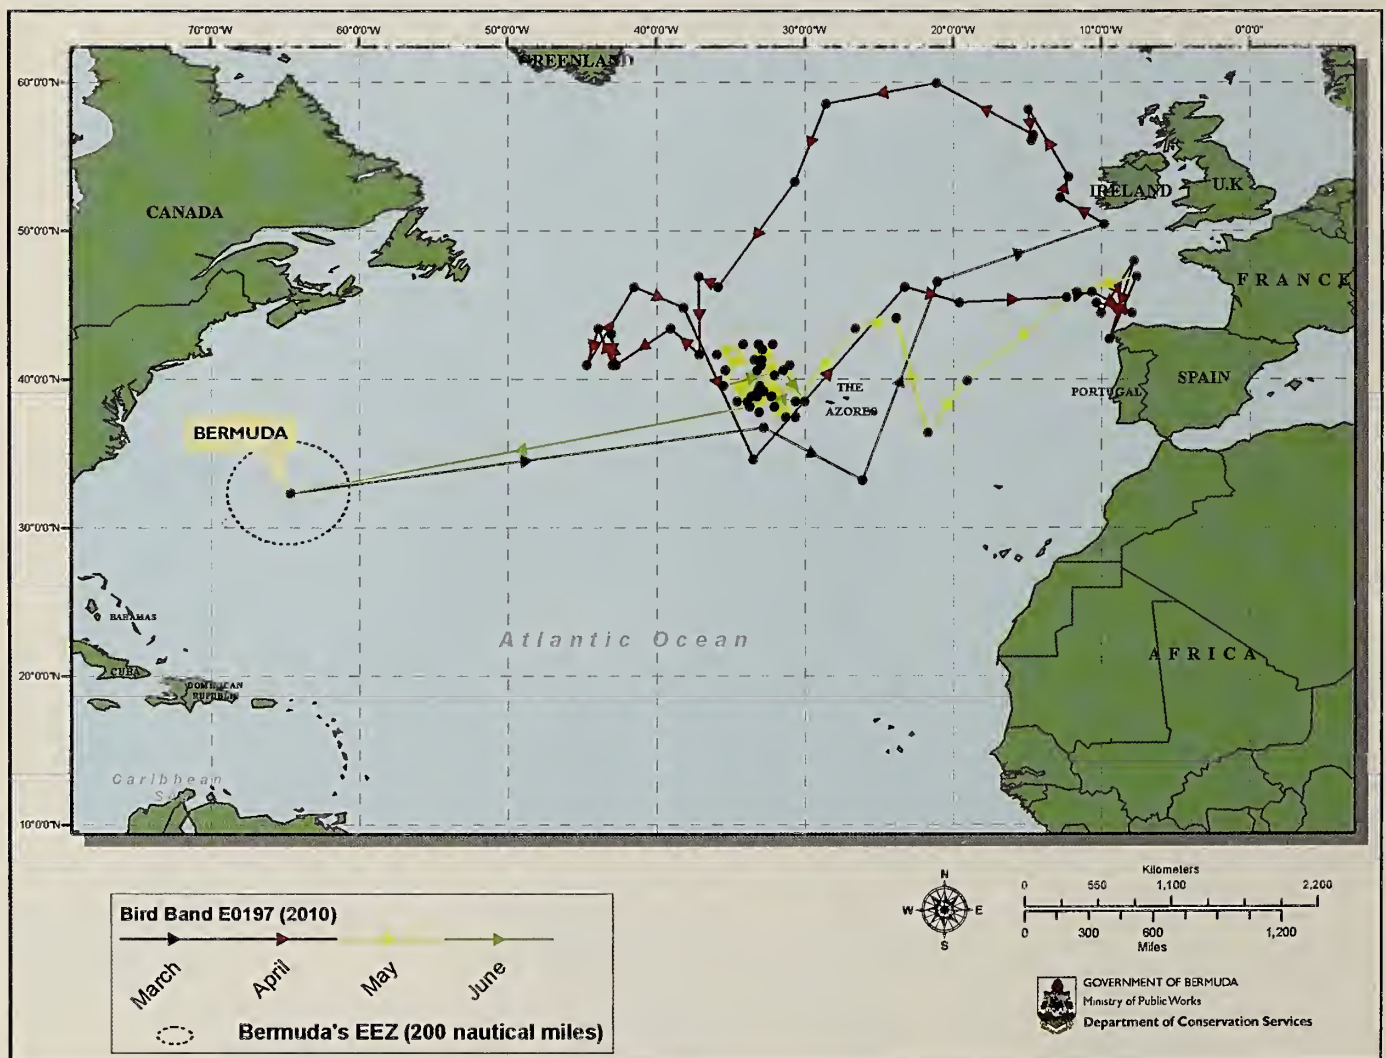 70°0'0"W 60°0'0"W 50°0'0"W 40°0'0"W 30°0'0"W 20°0'0"W 10°0'0"W 0°0'0"
GREENLAND
60°0'0"N
CANADA
IRELAND
U.K
50°0'0"N
FRANCE
40°0'0"N
THE
AZORES
PORTUGAL
SPAIN
BERMUDA
30°0'0"N
BAHAMAS
Atlantic Ocean
AFRICA
CUBA
20°0'0"N
DOMINICAN
REPUBLIC
Caribbean
10°0'0"N
Bird Band E0197 (2010)
March
April
May
June
Bermuda's EEZ (200 nautical miles)
N
W
E
S
Kilometers
0 550 1,100 2,200
0 300 600 1,200
Miles
GOVERNMENT OF BERMUDA
Ministry of Public Works
Department of Conservation Services